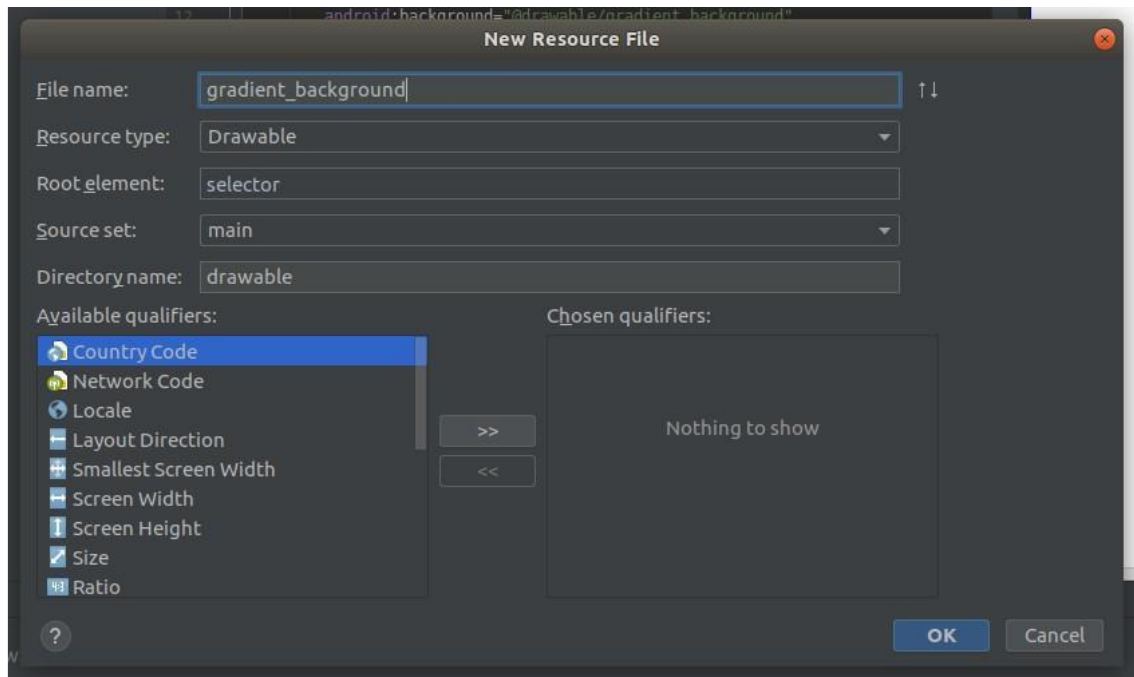 12 android:background="@drawable/gradient_background"
New Resource File
File name: gradient_background ↑↓
Resource type: Drawable
Root element: selector
Source set: main
Directory name: drawable
Available qualifiers: Chosen qualifiers:
Country Code
Network Code
Locale
Layout Direction
>> Nothing to show
Smallest Screen Width
<<
Screen Width
Screen Height
Size
Ratio
? OK Cancel